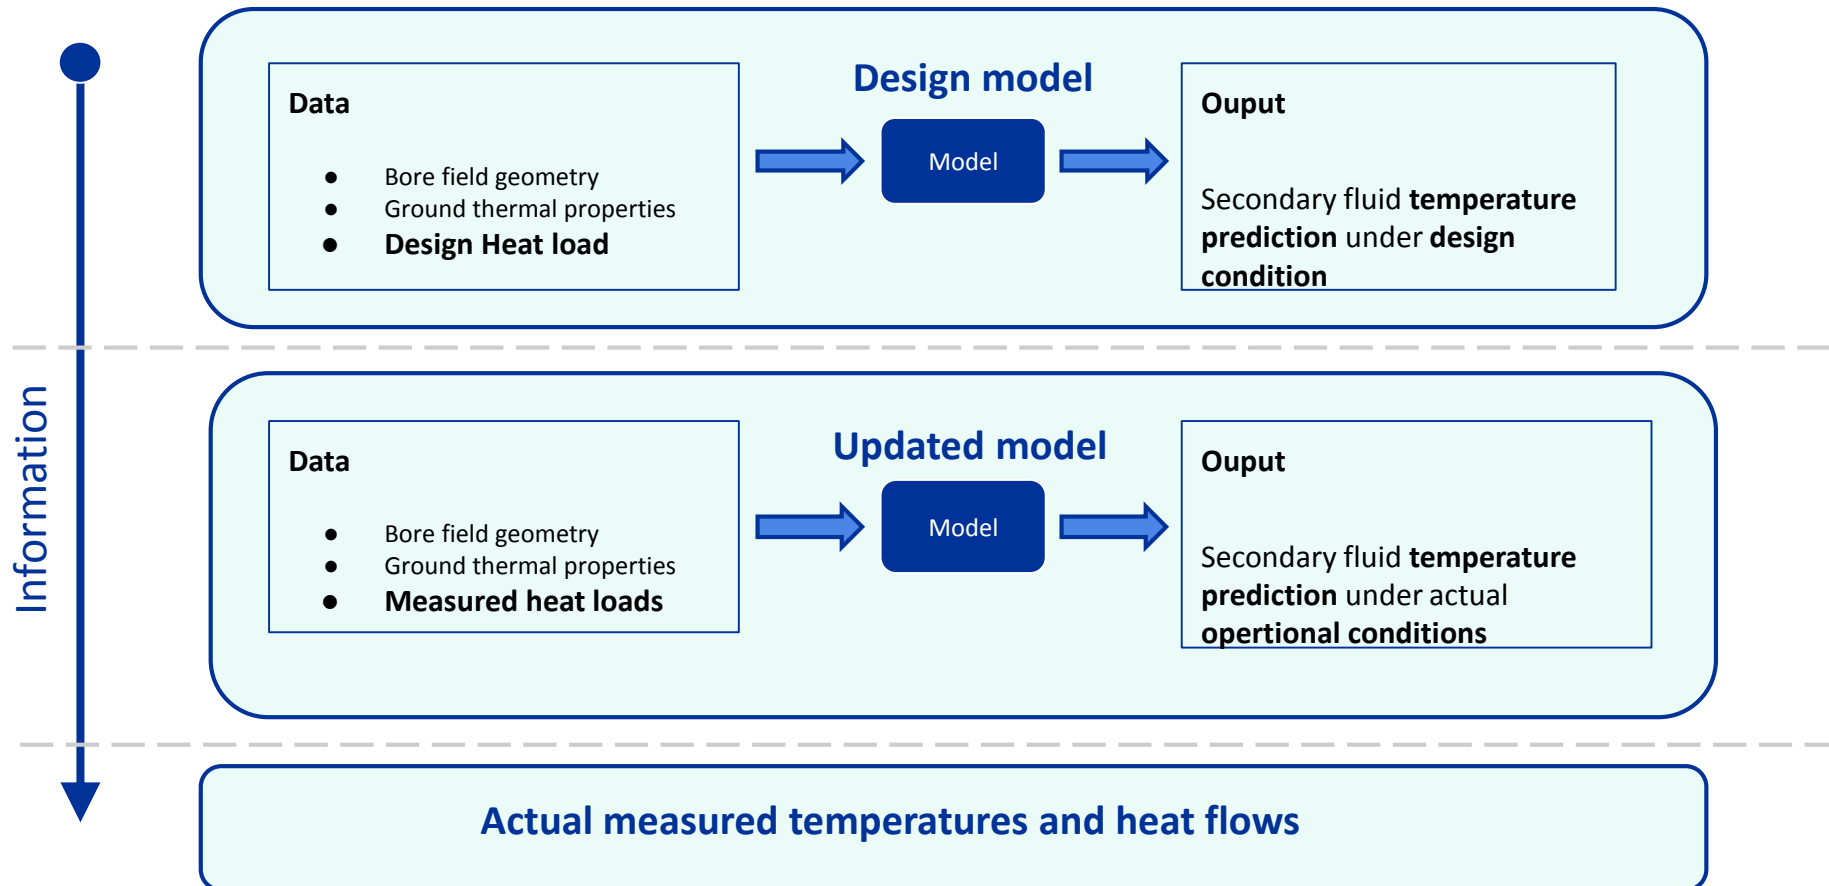 Information
Design model
Data
● Bore field geometry
● Ground thermal properties
● Design Heat load
Model
Ouput
Secondary fluid temperature
prediction under design
condition
Updated model
Data
● Bore field geometry
● Ground thermal properties
● Measured heat loads
Model
Ouput
Secondary fluid temperature
prediction under actual
opertional conditions
Actual measured temperatures and heat flows